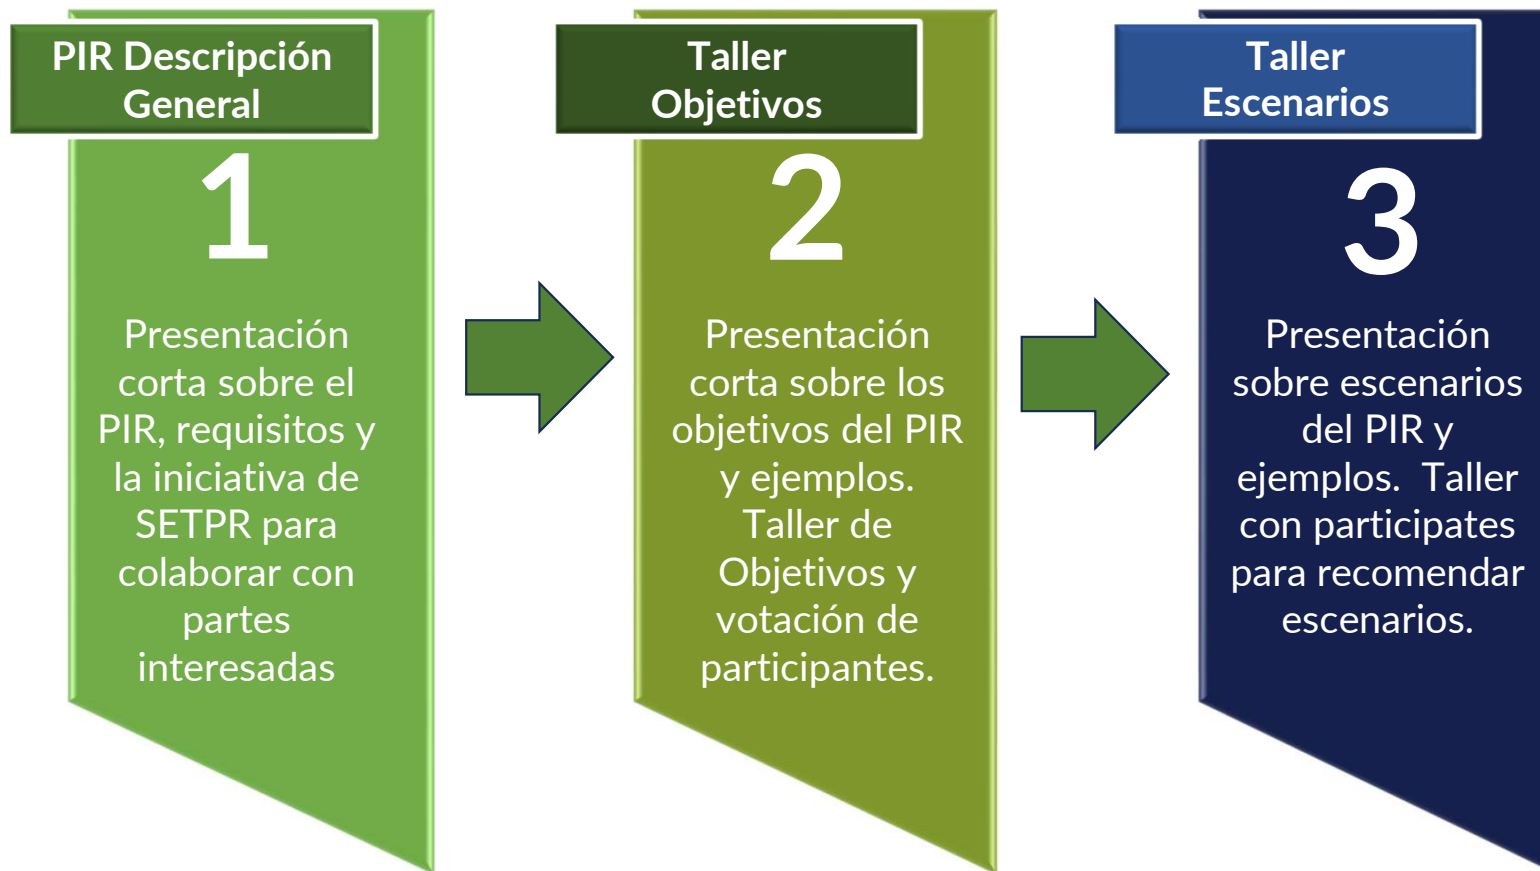 PIR Descripción
General
1
Presentación
corta sobre el
PIR, requisitos y
la iniciativa de
SETPR para
colaborar con
partes
interesadas
Taller
Objetivos
2
Presentación
corta sobre los
objetivos del PIR
y ejemplos.
Taller de
Objetivos y
votación de
participantes.
Taller
Escenarios
3
Presentación
sobre escenarios
del PIR y
ejemplos.  Taller
con participates
para recomendar
escenarios.